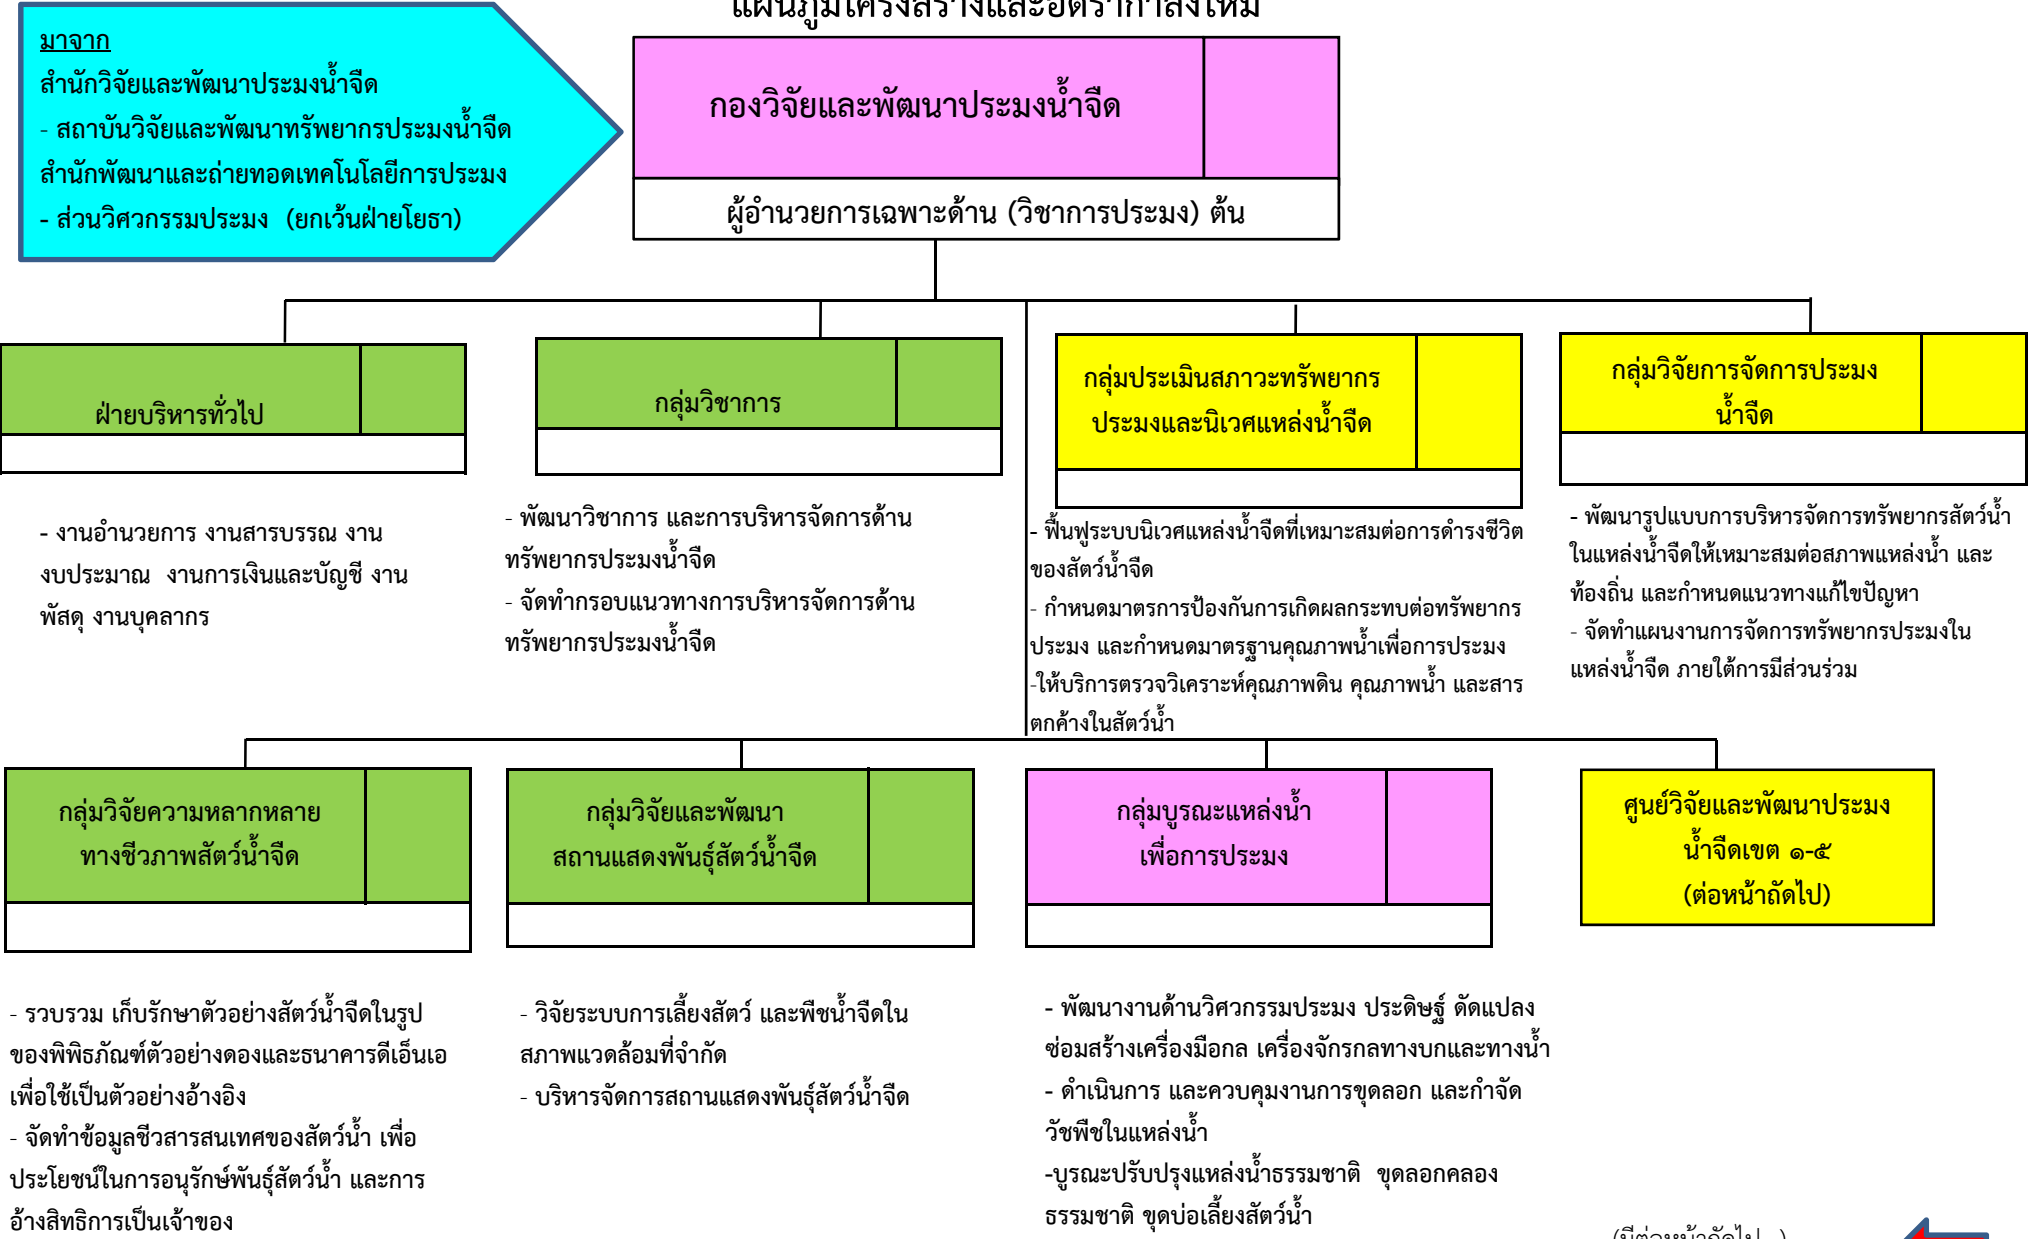 แผนภูมิโครงสร้างและอัตรากำลังใหม่
มาจาก
สำนักวิจัยและพัฒนาประมงน้ำจืด
- สถาบันวิจัยและพัฒนาทรัพยากรประมงน้ำจืด
สำนักพัฒนาและถ่ายทอดเทคโนโลยีการประมง
- ส่วนวิศวกรรมประมง (ยกเว้นฝ่ายโยธา)
กองวิจัยและพัฒนาประมงน้ำจืด
ผู้อำนวยการเฉพาะด้าน (วิชาการประมง) ต้น
ฝ่ายบริหารทั่วไป
- งานอำนวยการ งานสารบรรณ งาน
งบประมาณ งานการเงินและบัญชี งาน
พัสดุ งานบุคลากร
กลุ่มวิชาการ
- พัฒนาวิชาการ และการบริหารจัดการด้าน
ทรัพยากรประมงน้ำจืด
- จัดทำกรอบแนวทางการบริหารจัดการด้าน
ทรัพยากรประมงน้ำจืด
กลุ่มประเมินสภาวะทรัพยากร
ประมงและนิเวศแหล่งน้ำจืด
- ฟื้นฟูระบบนิเวศแหล่งน้ำจืดที่เหมาะสมต่อการดำรงชีวิต
ของสัตว์น้ำจืด
- กำหนดมาตรการป้องกันการเกิดผลกระทบต่อทรัพยากร
ประมง และกำหนดมาตรฐานคุณภาพน้ำเพื่อการประมง
-ให้บริการตรวจวิเคราะห์คุณภาพดิน คุณภาพน้ำ และสาร
ตกค้างในสัตว์น้ำ
กลุ่มวิจัยการจัดการประมง
น้ำจืด
- พัฒนารูปแบบการบริหารจัดการทรัพยากรสัตว์น้ำ
ในแหล่งน้ำจืดให้เหมาะสมต่อสภาพแหล่งน้ำ และ
ท้องถิ่น และกำหนดแนวทางแก้ไขปัญหา
- จัดทำแผนงานการจัดการทรัพยากรประมงใน
แหล่งน้ำจืด ภายใต้การมีส่วนร่วม
กลุ่มวิจัยความหลากหลาย
ทางชีวภาพสัตว์น้ำจืด
- รวบรวม เก็บรักษาตัวอย่างสัตว์น้ำจืดในรูป
ของพิพิธภัณฑ์ตัวอย่างดองและธนาคารดีเอ็นเอ
เพื่อใช้เป็นตัวอย่างอ้างอิง
- จัดทำข้อมูลชีวสารสนเทศของสัตว์น้ำ เพื่อ
ประโยชน์ในการอนุรักษ์พันธุ์สัตว์น้ำ และการ
อ้างสิทธิการเป็นเจ้าของ
กลุ่มวิจัยและพัฒนา
สถานแสดงพันธุ์สัตว์น้ำจืด
- วิจัยระบบการเลี้ยงสัตว์ และพืชน้ำจืดใน
สภาพแวดล้อมที่จำกัด
- บริหารจัดการสถานแสดงพันธุ์สัตว์น้ำจืด
กลุ่มบูรณะแหล่งน้ำ
เพื่อการประมง
- พัฒนางานด้านวิศวกรรมประมง ประดิษฐ์ ดัดแปลง
ซ่อมสร้างเครื่องมือกล เครื่องจักรกลทางบกและทางน้ำ
- ดำเนินการ และควบคุมงานการขุดลอก และกำจัด
วัชพืชในแหล่งน้ำ
-บูรณะปรับปรุงแหล่งน้ำธรรมชาติ ขุดลอกคลอง
ธรรมชาติ ขุดบ่อเลี้ยงสัตว์น้ำ
ศูนย์วิจัยและพัฒนาประมง
น้ำจืดเขต ๑-๕
(ต่อหน้าถัดไป)
(มีต่อหน้าถัดไป...)